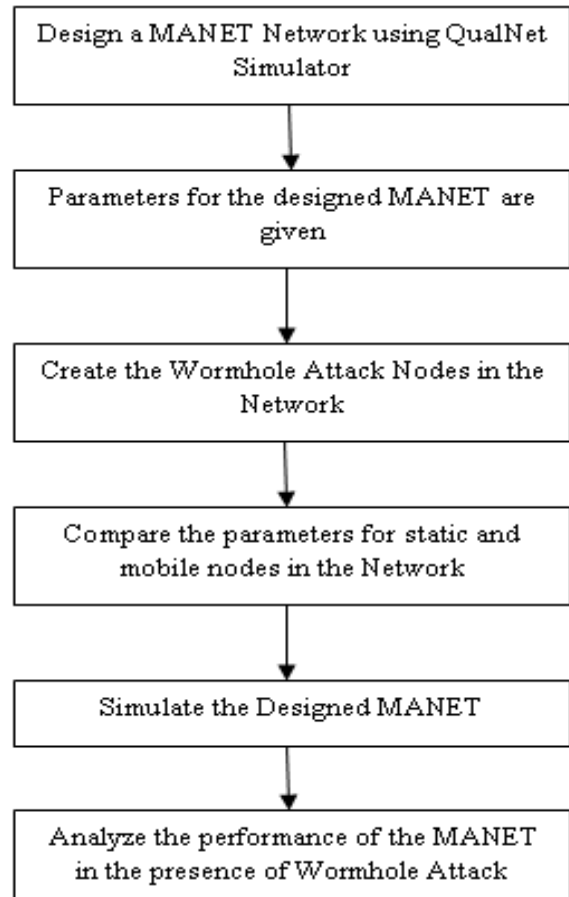 Design a MANET Network using QualNet
Simulator
Parameters for the designed MANET are
given
Create the Wormhole Attack Nodes in the
Network
Compare the parameters for static and
mobile nodes in the Network
Simulate the Designed MANET
Analyze the performance of the MANET
in the presence of Wormhole Attack